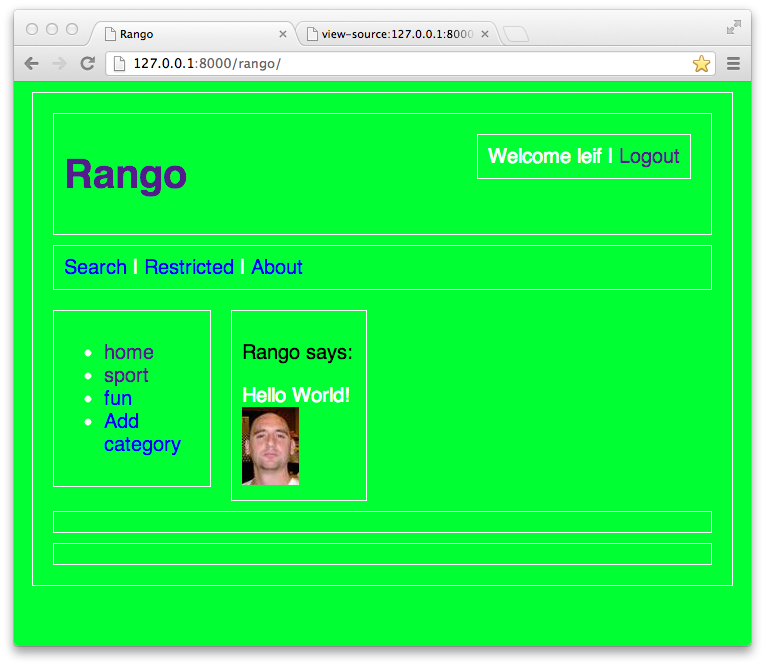 Rango
view-source:127.0.0.1:8000
127.0.0.1:8000/rango/
Rango
Welcome leif | Logout
Search | Restricted | About
home
sport
fun
Add
category
Rango says:
Hello World!